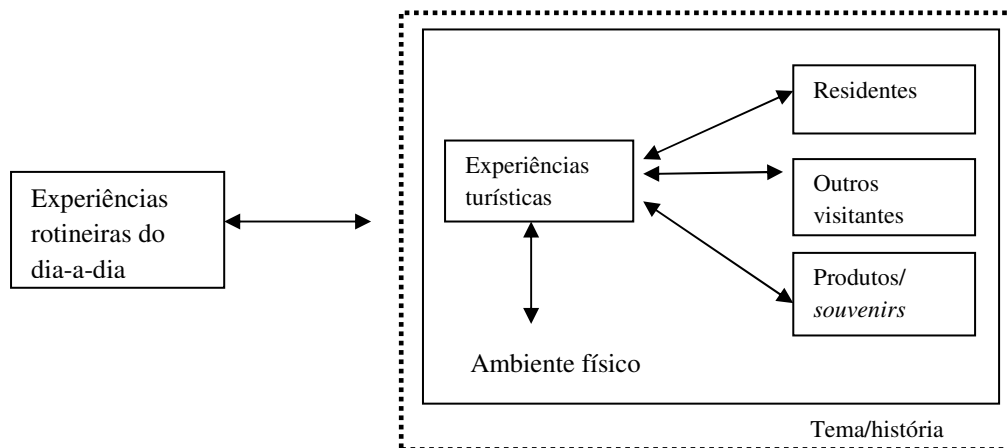 Experiências
rotineiras do
dia-a-dia
Experiências
turísticas
Residentes
Outros
visitantes
Produtos/
souvenirs
Ambiente físico
Tema/história